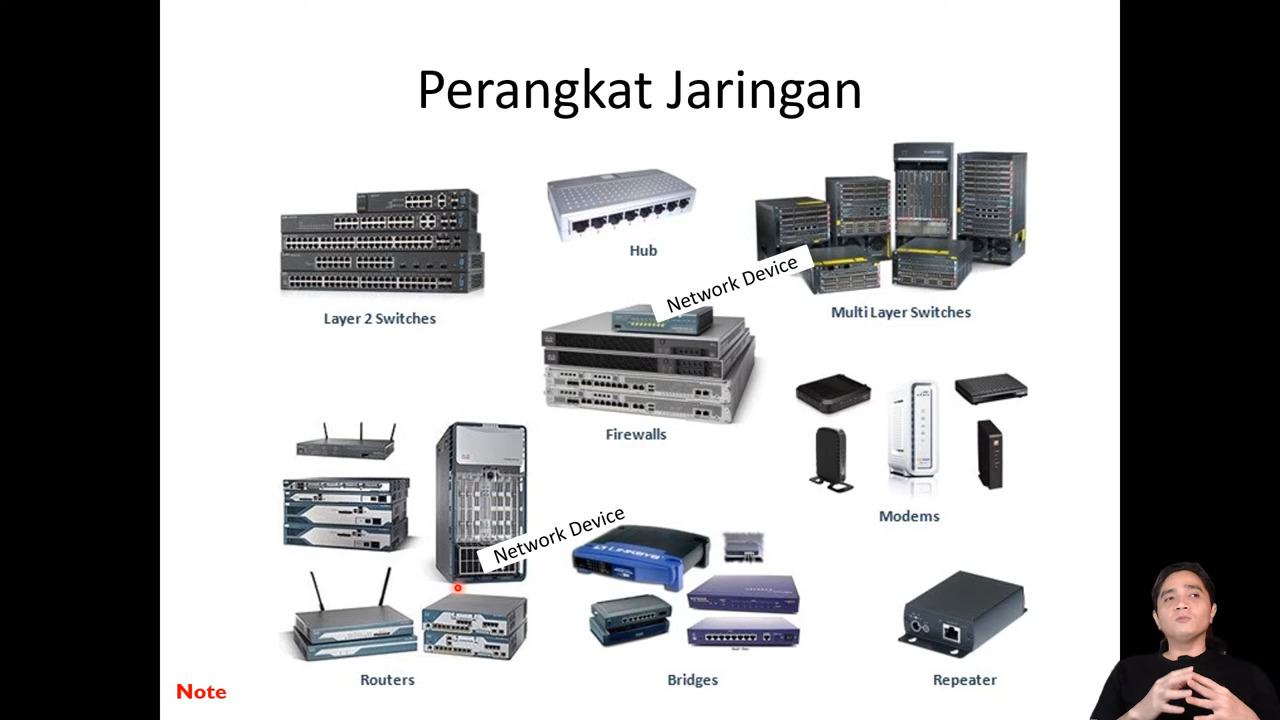 Perangkat Jaringan
Layer 2 Switches
Hub
Network Device
Multi Layer Switches
Firewalls
Modems
Network Device
LINKSYS
Routers
Bridges
Repeater
Note